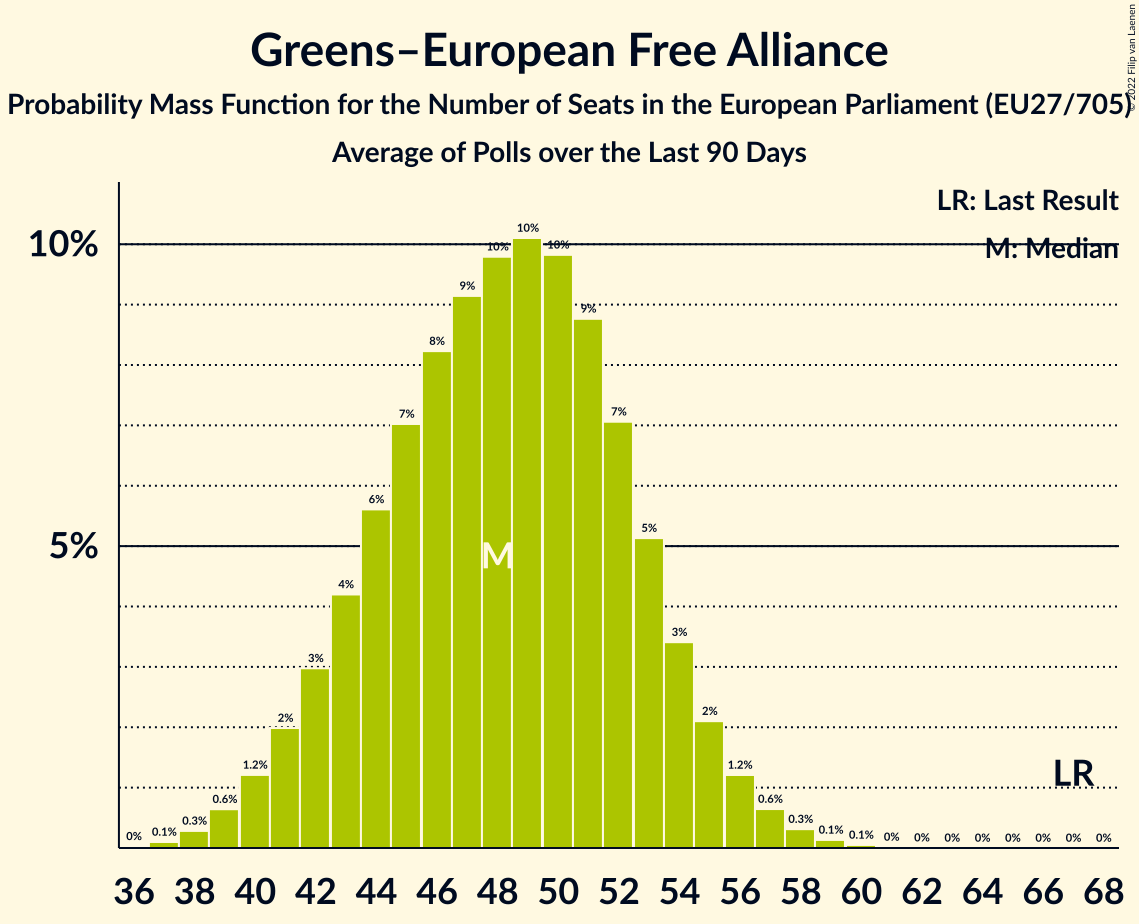 Greens–European Free Alliance
Probability Mass Function for the Number of Seats in the European Parliament (EU27/705)
Average of Polls over the Last 90 Days
© 2022 Filip van Laenen
LR: Last Result
M: Median
10%
5%
0% 0.1% 0.3% 0.6% 1.2% 2% 3% 4% 6% 7% 8% 9% 10% 10% 10% 9% 7% 5% 3% 2% 1.2% 0.6% 0.3% 0.1% 0.1% 0% 0% 0% 0% 0% 0% 0% 0%
M
LR
36 38 40 42 44 46 48 50 52 54 56 58 60 62 64 66 68